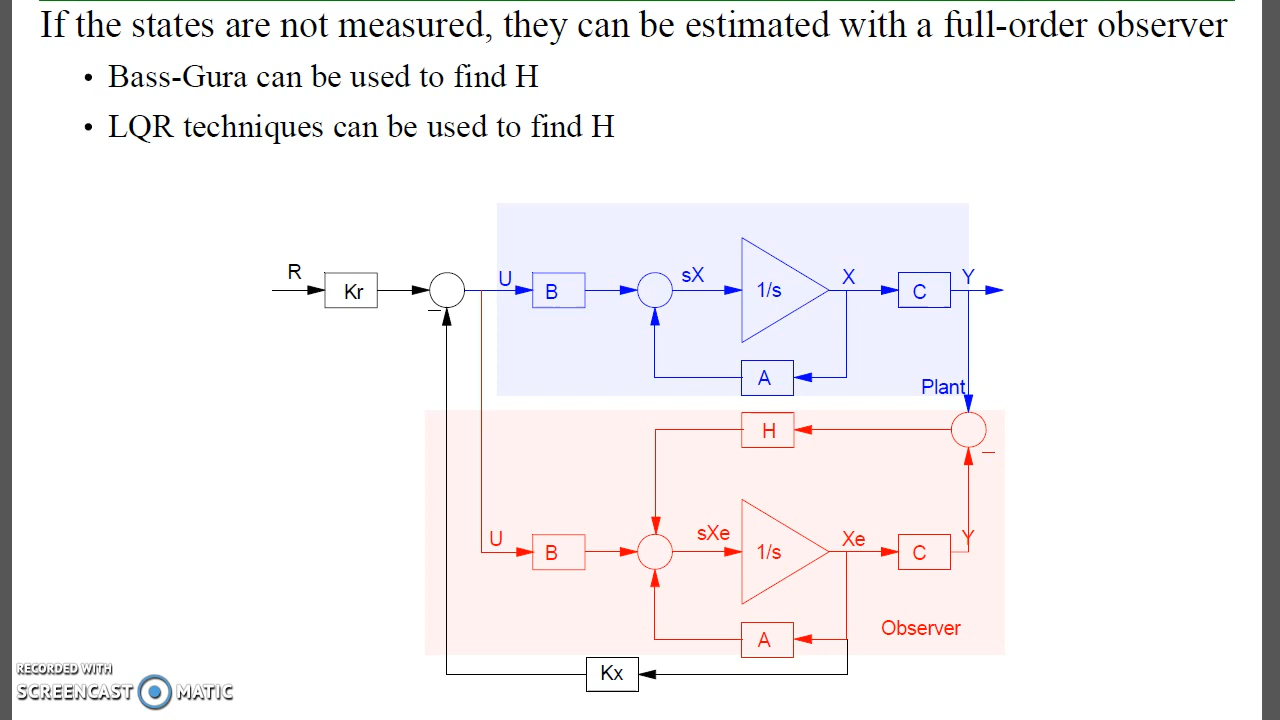 If the states are not measured, they can be estimated with a full-order observer
• Bass-Gura can be used to find H
• LQR techniques can be used to find H
R
Kr
U
B
sX
1/s
X
C
Y
A
Plant
H
U
B
sXe
1/s
Xe
C
Y
A
Observer
Kx
RECORDED WITH
SCREENCAST MATIC